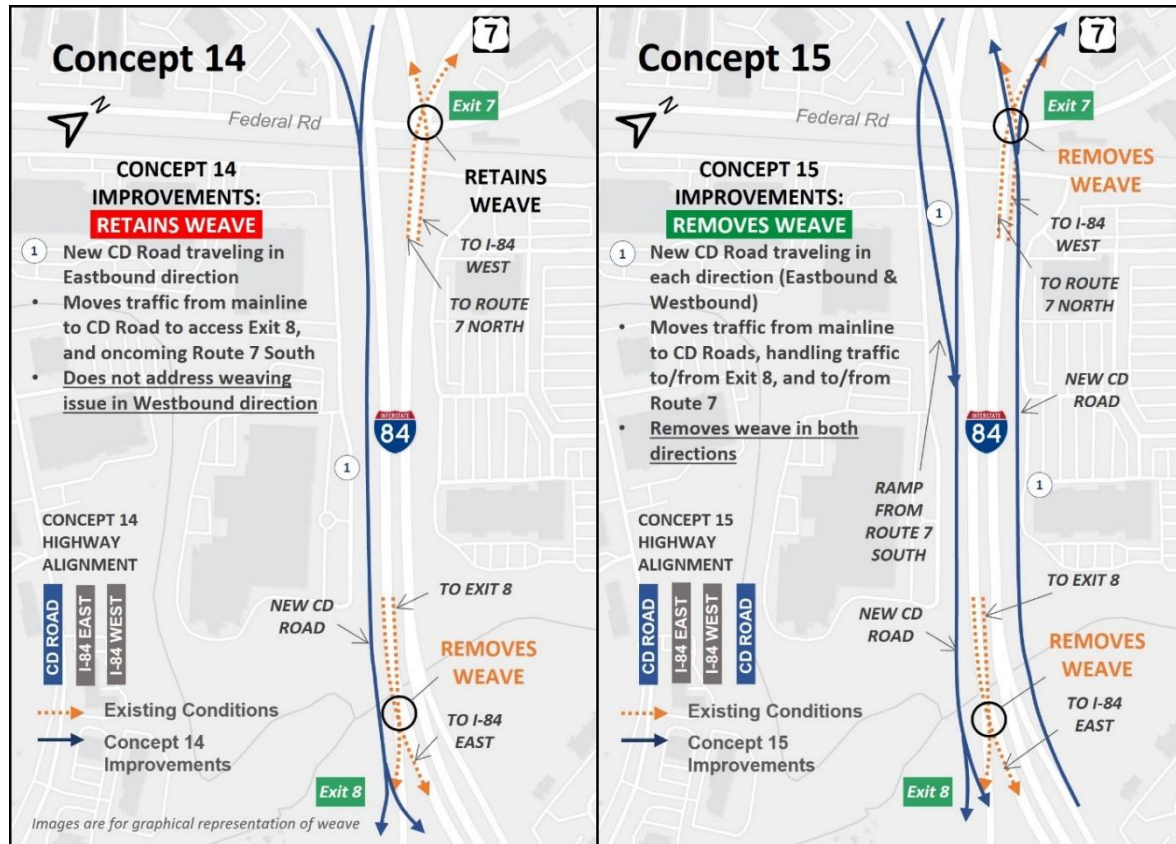 Concept 14
7
N
Exit 7
Federal Rd
CONCEPT 14
IMPROVEMENTS:
RETAINS WEAVE
RETAINS
WEAVE
1 New CD Road traveling in
Eastbound direction
• Moves traffic from mainline
to CD Road to access Exit 8,
and oncoming Route 7 South
• Does not address weaving
issue in Westbound direction
TO I-84
WEST
TO ROUTE
7 NORTH
INTERSTATE
84
1
CONCEPT 14
HIGHWAY
ALIGNMENT
CD ROAD
I-84 EAST
I-84 WEST
NEW CD
ROAD
TO EXIT 8
REMOVES
WEAVE
TO I-84
EAST
Existing Conditions
Concept 14
Improvements
Exit 8
Images are for graphical representation of weave
Concept 15
7
N
Exit 7
Federal Rd
CONCEPT 15
IMPROVEMENTS:
REMOVES WEAVE
REMOVES
WEAVE
1
1 New CD Road traveling in
each direction (Eastbound &
Westbound)
• Moves traffic from mainline
to CD Roads, handling traffic
to/from Exit 8, and to/from
Route 7
• Removes weave in both
directions
TO I-84
WEST
TO ROUTE
7 NORTH
NEW CD
ROAD
INTERSTATE
84
1
RAMP
FROM
ROUTE 7
SOUTH
CONCEPT 15
HIGHWAY
ALIGNMENT
CD ROAD
I-84 EAST
I-84 WEST
CD ROAD
TO EXIT 8
NEW CD
ROAD
REMOVES
WEAVE
TO I-84
EAST
Existing Conditions
Concept 15
Improvements
Exit 8